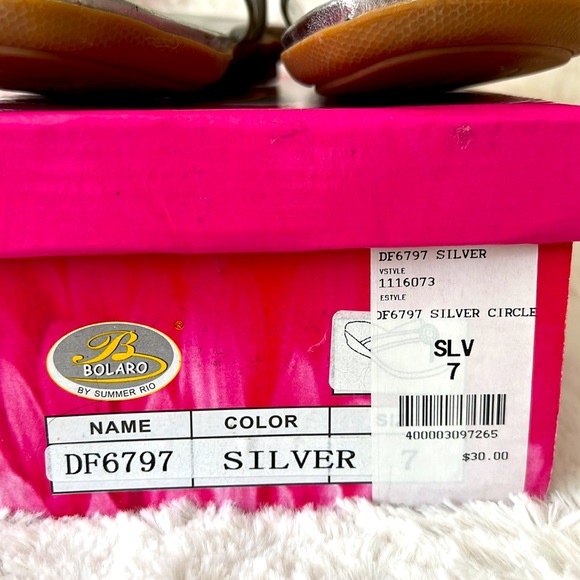 DF6797 SILVER
VSTYLE
1116073
ESTYLE
DF6797 SILVER CIRCLE
SLV
7
400003097265
$30.00
B
BOLARO
®
BY SUMMER RIO
NAME COLOR SI
DF6797 SILVER 7